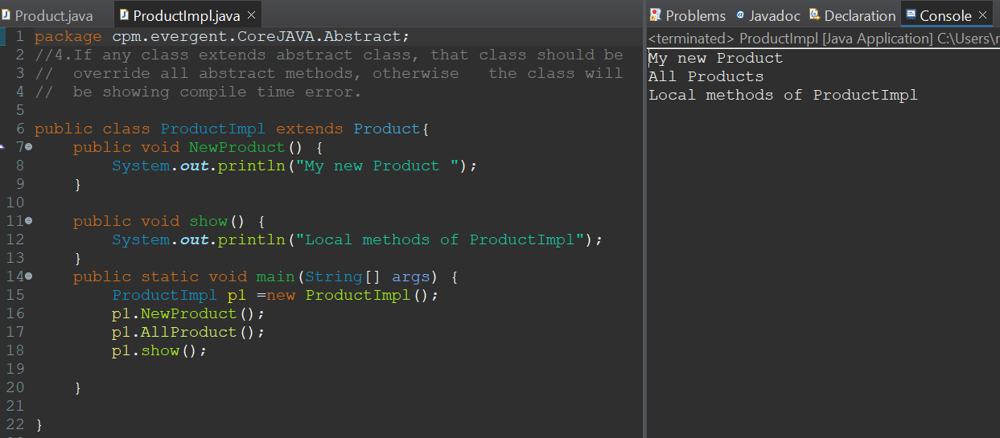 Product.java
ProductImpl.java
1 package cpm.evergent.CoreJAVA.Abstract;
2 //4.If any class extends abstract class, that class should be
3 //  override all abstract methods, otherwise   the class will
4 //  be showing compile time error.
5
6 public class ProductImpl extends Product{
7     public void NewProduct() {
8         System.out.println("My new Product ");
9     }
10
11     public void show() {
12         System.out.println("Local methods of ProductImpl");
13     }
14     public static void main(String[] args) {
15         ProductImpl p1 =new ProductImpl();
16         p1.NewProduct();
17         p1.AllProduct();
18         p1.show();
19
20     }
21
22 }
Problems @ Javadoc Declaration Console
<terminated> ProductImpl [Java Application] C:\Users\
My new Product
All Products
Local methods of ProductImpl